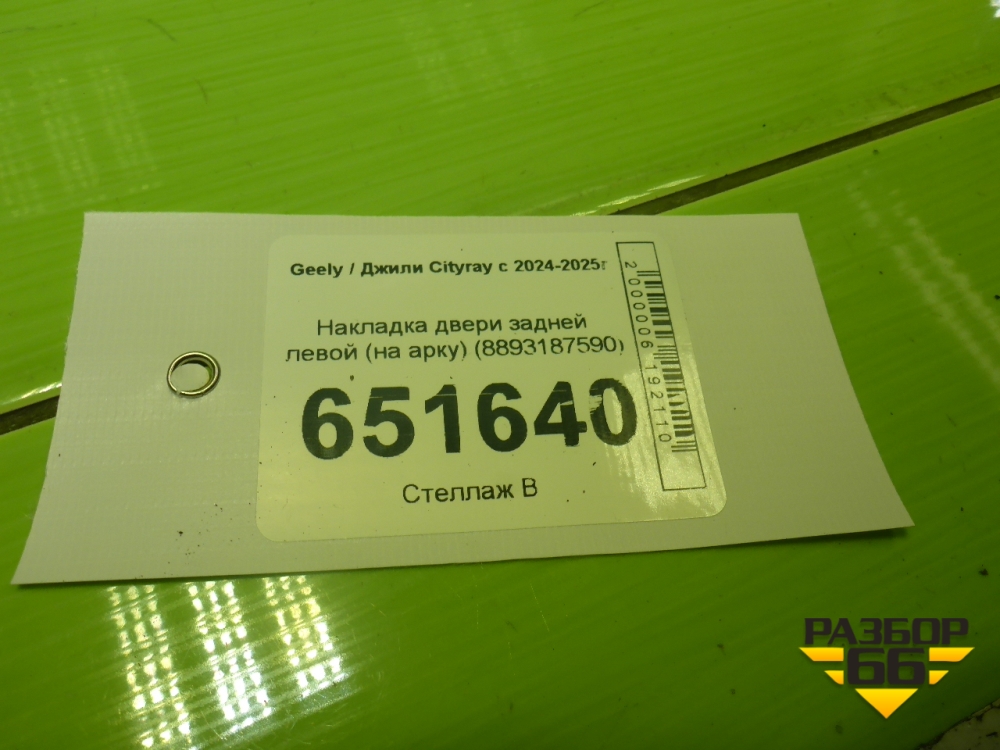 Geely / Джили Cityray с 2024-2025г
Накладка двери задней
левой (на арку) (8893187590)
651640
Стеллаж В
2000006192110
РАЗБОР
66